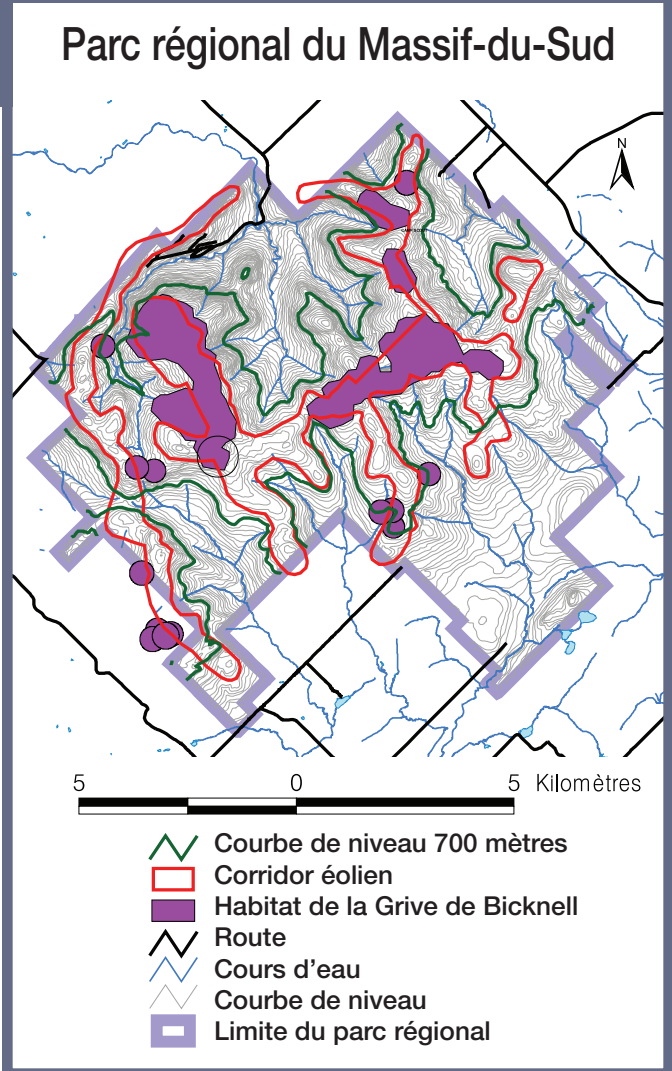 Parc régional du Massif-du-Sud
N
5 0 5 Kilomètres
Courbe de niveau 700 mètres
Corridor éolien
Habitat de la Grive de Bicknell
Route
Cours d'eau
Courbe de niveau
Limite du parc régional